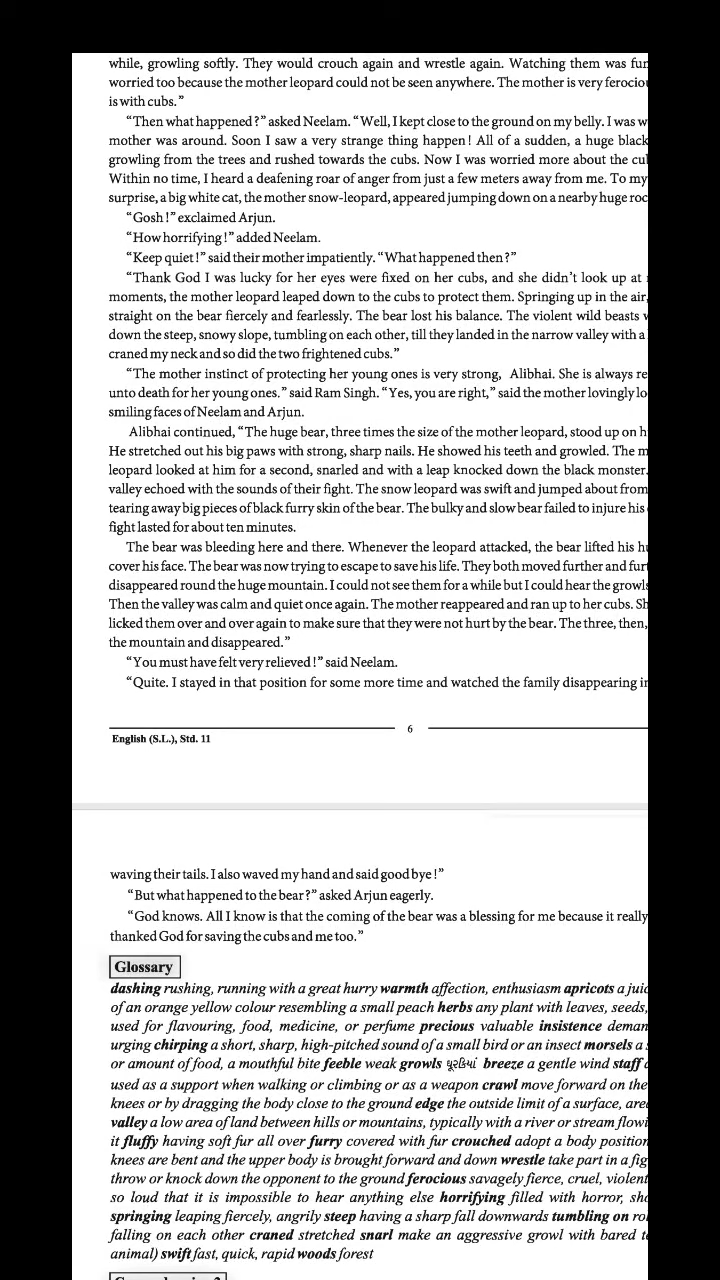 while, growling softly. They would crouch again and wrestle again. Watching them was
worried too because the mother leopard could not be seen anywhere. The mother is very
is with cubs.”
“Then what happened?” asked Neelam. “Well, I kept close to the ground on my belly. I was
mother was around. Soon I saw a very strange thing happen! All of a sudden, a huge black
growling from the trees and rushed towards the cubs. Now I was worried more about the
Within no time, I heard a deafening roar of anger from just a few meters away from me. To my
surprise, a big white cat, the mother snow-leopard, appeared jumping down on a nearby huge
“Gosh!” exclaimed Arjun.
“How horrifying!” added Neelam.
“Keep quiet!” said their mother impatiently. “What happened then?”
“Thank God I was lucky for her eyes were fixed on her cubs, and she didn’t look up at
moments, the mother leopard leaped down to the cubs to protect them. Springing up in the air,
straight on the bear fiercely and fearlessly. The bear lost his balance. The violent wild beasts
down the steep, snowy slope, tumbling on each other, till they landed in the narrow valley with a
craned my neck and so did the two frightened cubs.”
“The mother instinct of protecting her young ones is very strong, Alibhai. She is always
unto death for her young ones.” said Ram Singh. “Yes, you are right,” said the mother lovingly
smiling faces of Neelam and Arjun.
Alibhai continued, “The huge bear, three times the size of the mother leopard, stood up on
He stretched out his big paws with strong, sharp nails. He showed his teeth and growled. The
leopard looked at him for a second, snarled and with a leap knocked down the black monster.
valley echoed with the sounds of their fight. The snow leopard was swift and jumped about from
tearing away big pieces of black furry skin of the bear. The bulky and slow bear failed to injure his
fight lasted for about ten minutes.
The bear was bleeding here and there. Whenever the leopard attacked, the bear lifted his
cover his face. The bear was now trying to escape to save his life. They both moved further and
disappeared round the huge mountain. I could not see them for a while but I could hear the
Then the valley was calm and quiet once again. The mother reappeared and ran up to her cubs.
licked them over and over again to make sure that they were not hurt by the bear. The three, then,
the mountain and disappeared.”
“You must have felt very relieved!” said Neelam.
“Quite. I stayed in that position for some more time and watched the family disappearing
6
English (S.L.), Std. 11
waving their tails. I also waved my hand and said good bye!”
“But what happened to the bear?” asked Arjun eagerly.
“God knows. All I know is that the coming of the bear was a blessing for me because it really
thanked God for saving the cubs and me too.”
Glossary
dashing rushing, running with a great hurry warmth affection, enthusiasm apricots a
of an orange yellow colour resembling a small peach herbs any plant with leaves, seeds,
used for flavouring, food, medicine, or perfume precious valuable insistence
urging chirping a short, sharp, high-pitched sound of a small bird or an insect morsels a
or amount of food, a mouthful bite feeble weak growls ઘૂરકિયાં breeze a gentle wind staff
used as a support when walking or climbing or as a weapon crawl move forward on the
knees or by dragging the body close to the ground edge the outside limit of a surface,
valley a low area of land between hills or mountains, typically with a river or stream
it fluffy having soft fur all over furry covered with fur crouched adopt a body position
knees are bent and the upper body is brought forward and down wrestle take part in a
throw or knock down the opponent to the ground ferocious savagely fierce, cruel, violent
so loud that it is impossible to hear anything else horrifying filled with horror,
springing leaping fiercely, angrily steep having a sharp fall downwards tumbling on
falling on each other craned stretched snarl make an aggressive growl with bared
animal) swift fast, quick, rapid woods forest